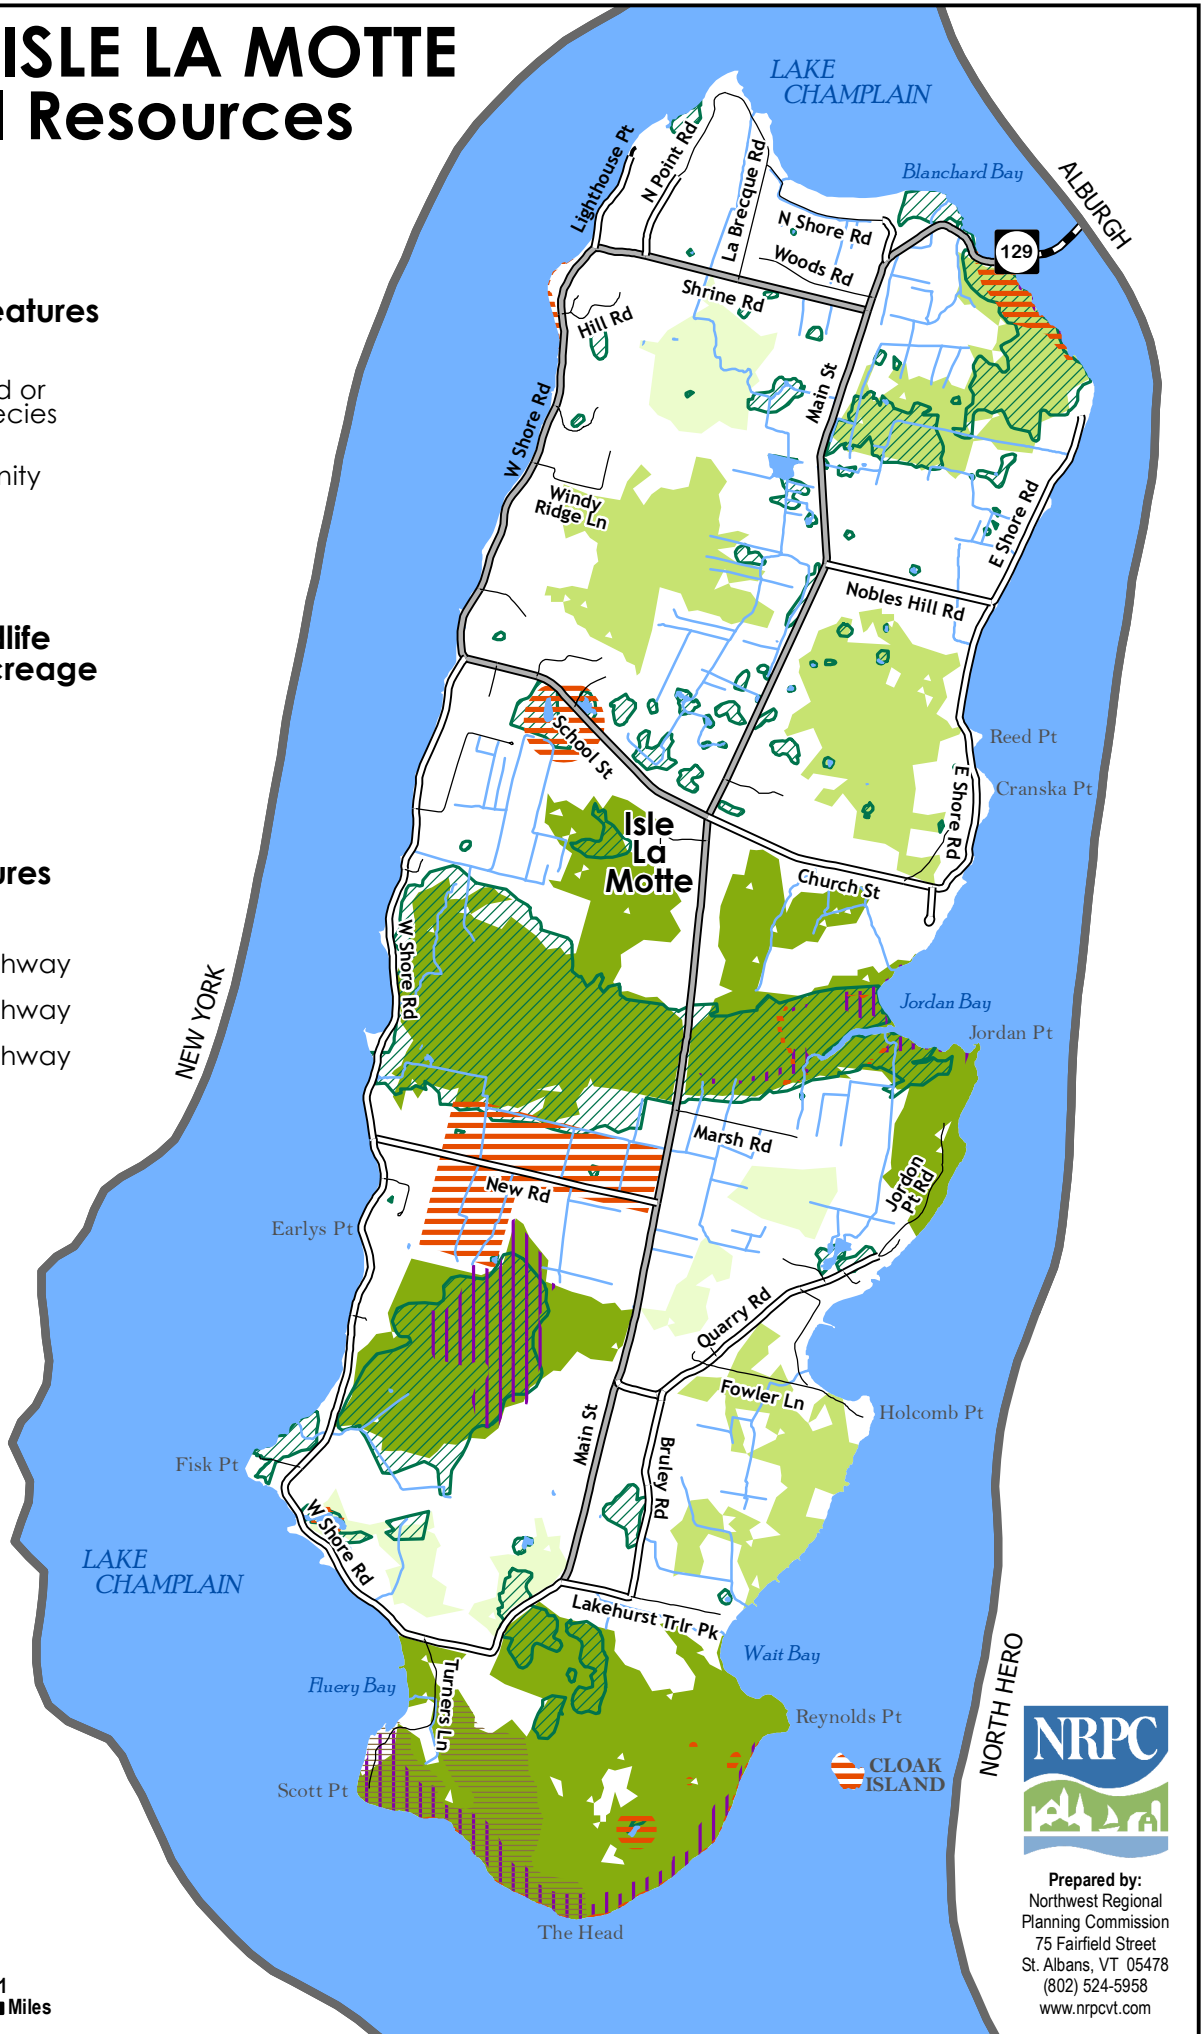 ISLE LA MOTTE
Resources
LAKE
CHAMPLAIN
Blanchard Bay
ALBURGH
129
Lighthouse Pt
N Point Rd
La Brecque Rd
N Shore Rd
Woods Rd
Shrine Rd
Hill Rd
Main St
W Shore Rd
Windy
Ridge Ln
E Shore Rd
Nobles Hill Rd
eatures
d or
ecies
nity
dlife
creage
ures
hway
hway
hway
School St
Reed Pt
Cranska Pt
E Shore Rd
Isle
La
Motte
Church St
W Shore Rd
NEW YORK
Jordan Bay
Jordan Pt
Marsh Rd
New Rd
Jordon
Pt Rd
Earlys Pt
Quarry Rd
Fowler Ln
Holcomb Pt
Main St
Bruley Rd
Fisk Pt
W Shore Rd
LAKE
CHAMPLAIN
Lakehurst Trlr Pk
Wait Bay
Fluery Bay
Turners Ln
Reynolds Pt
NORTH HERO
CLOAK
ISLAND
Scott Pt
The Head
NRPC
Prepared by:
Northwest Regional
Planning Commission
75 Fairfield Street
St. Albans, VT 05478
(802) 524-5958
www.nrpcvt.com
1
Miles